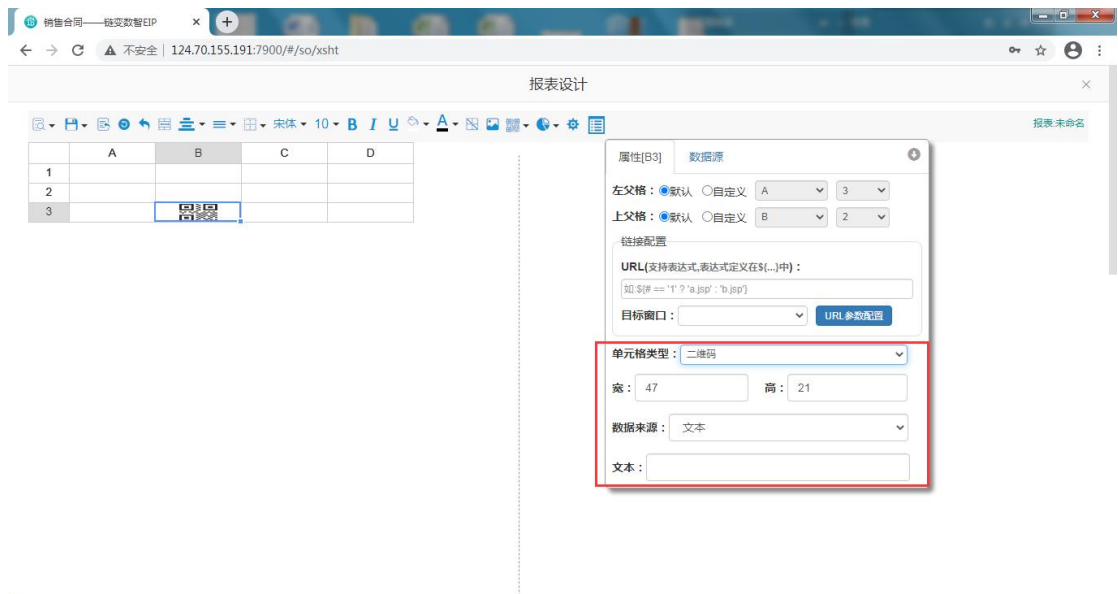 销售合同——链变数智EIP
不安全 124.70.155.191:7900/#/so/xsht
报表设计
宋体 10 B I U A
报表:未命名
A B C D
1
2
3
属性[B3] 数据源
左父格： 默认 自定义 A 3
上父格： 默认 自定义 B 2
链接配置
URL(支持表达式,表达式定义在${...}中)：
如:${# == '1' ? 'a.jsp' : 'b.jsp'}
目标窗口： URL参数配置
单元格类型： 二维码
宽： 47 高： 21
数据来源： 文本
文本：